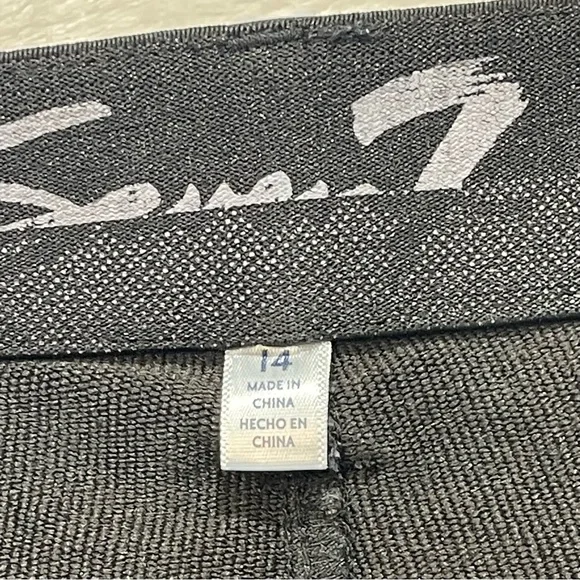 Seven7
14
MADE IN
CHINA
HECHO EN
CHINA